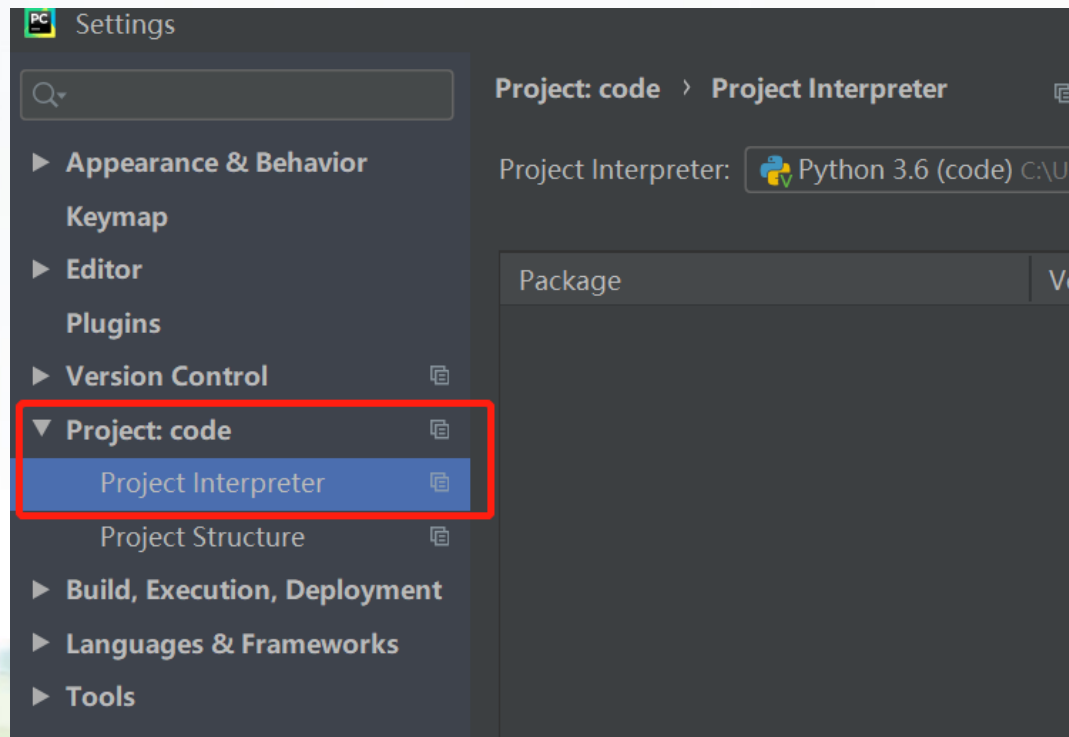 PC Settings
Project: code › Project Interpreter
Appearance & Behavior
Project Interpreter: Python 3.6 (code) C:\U
Keymap
Editor
Package
Plugins
Version Control
Project: code
Project Interpreter
Project Structure
Build, Execution, Deployment
Languages & Frameworks
Tools